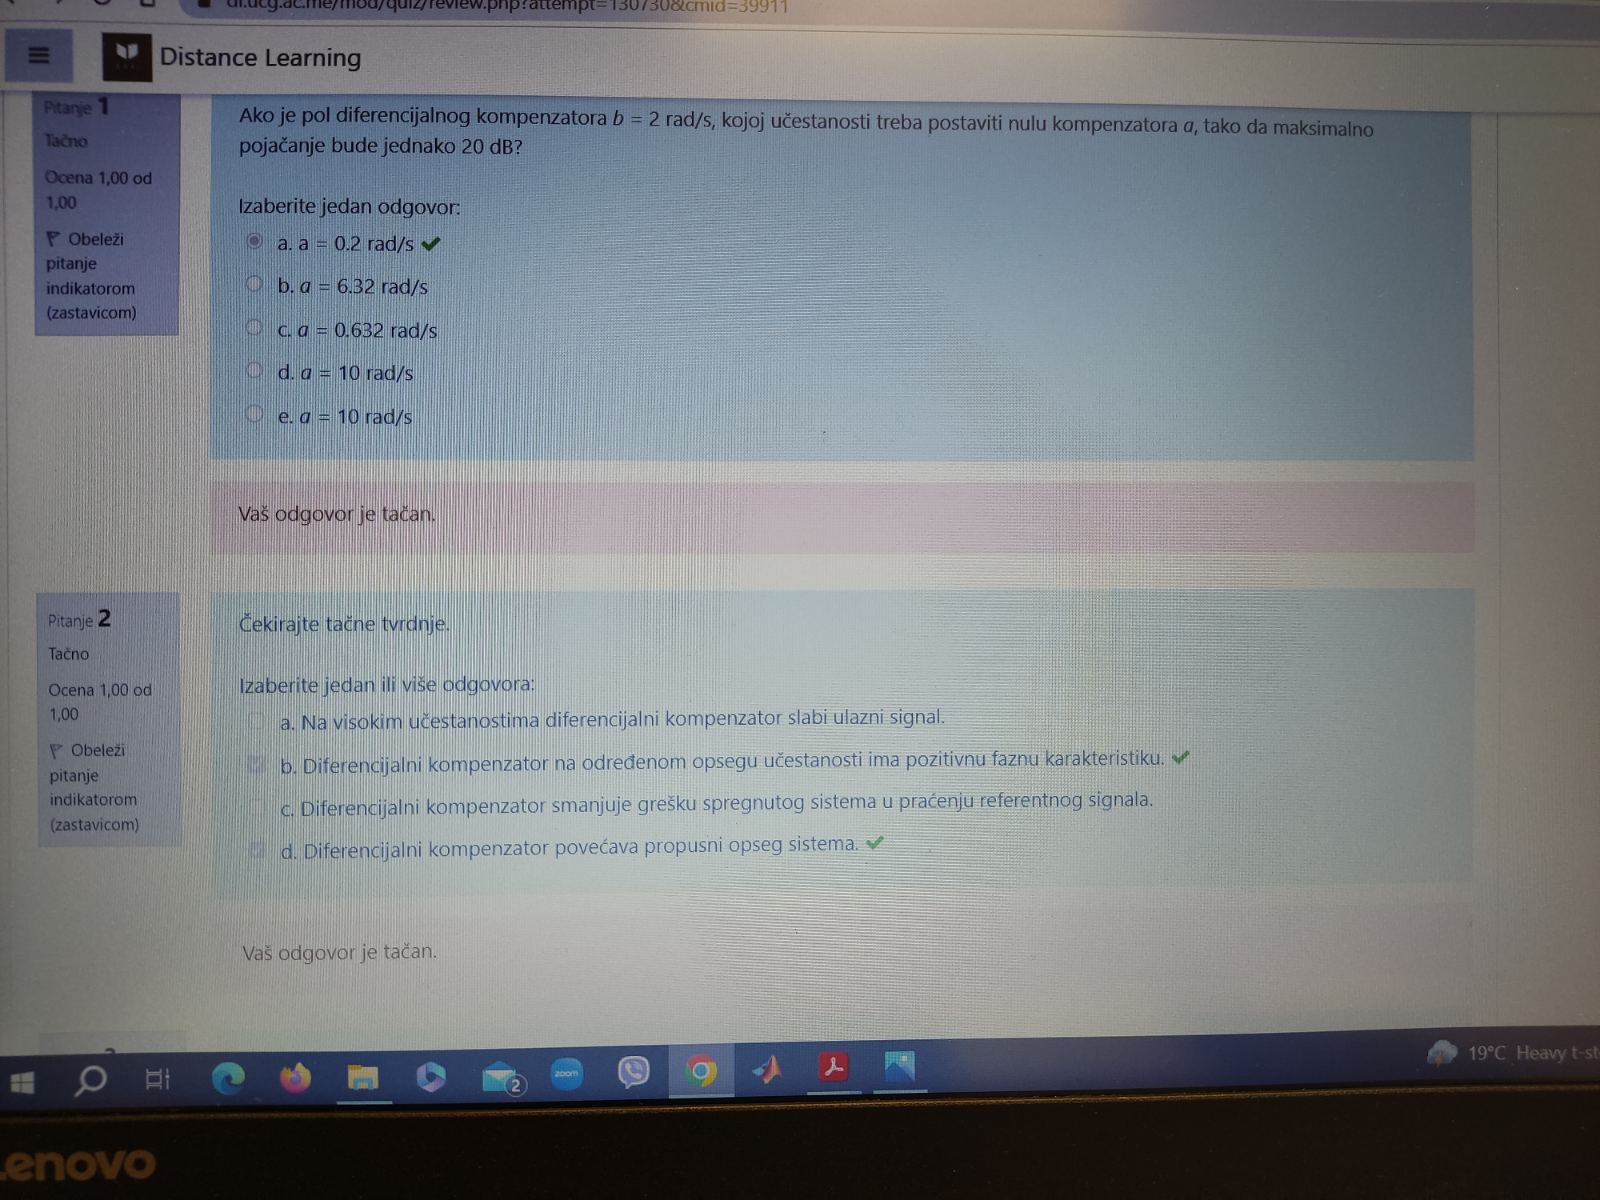 dl.ucg.ac.me/mod/quiz/review.php?attempt=130730&cmid=39911
Distance Learning
Pitanje 1
Tačno
Ocena 1,00 od
1,00
Obeleži
pitanje
indikatorom
(zastavicom)
Ako je pol diferencijalnog kompenzatora b = 2 rad/s, kojoj učestanosti treba postaviti nulu kompenzatora a, tako da maksimalno
pojačanje bude jednako 20 dB?
Izaberite jedan odgovor:
a. a = 0.2 rad/s
b. a = 6.32 rad/s
c. a = 0.632 rad/s
d. a = 10 rad/s
e. a = 10 rad/s
Vaš odgovor je tačan.
Pitanje 2
Tačno
Ocena 1,00 od
1,00
Obeleži
pitanje
indikatorom
(zastavicom)
Čekirajte tačne tvrdnje.
Izaberite jedan ili više odgovora:
a. Na visokim učestanostima diferencijalni kompenzator slabi ulazni signal.
b. Diferencijalni kompenzator na određenom opsegu učestanosti ima pozitivnu faznu karakteristiku.
c. Diferencijalni kompenzator smanjuje grešku spregnutog sistema u praćenju referentnog signala.
d. Diferencijalni kompenzator povećava propusni opseg sistema.
Vaš odgovor je tačan.
2
zoom
19°C Heavy t-st
Lenovo